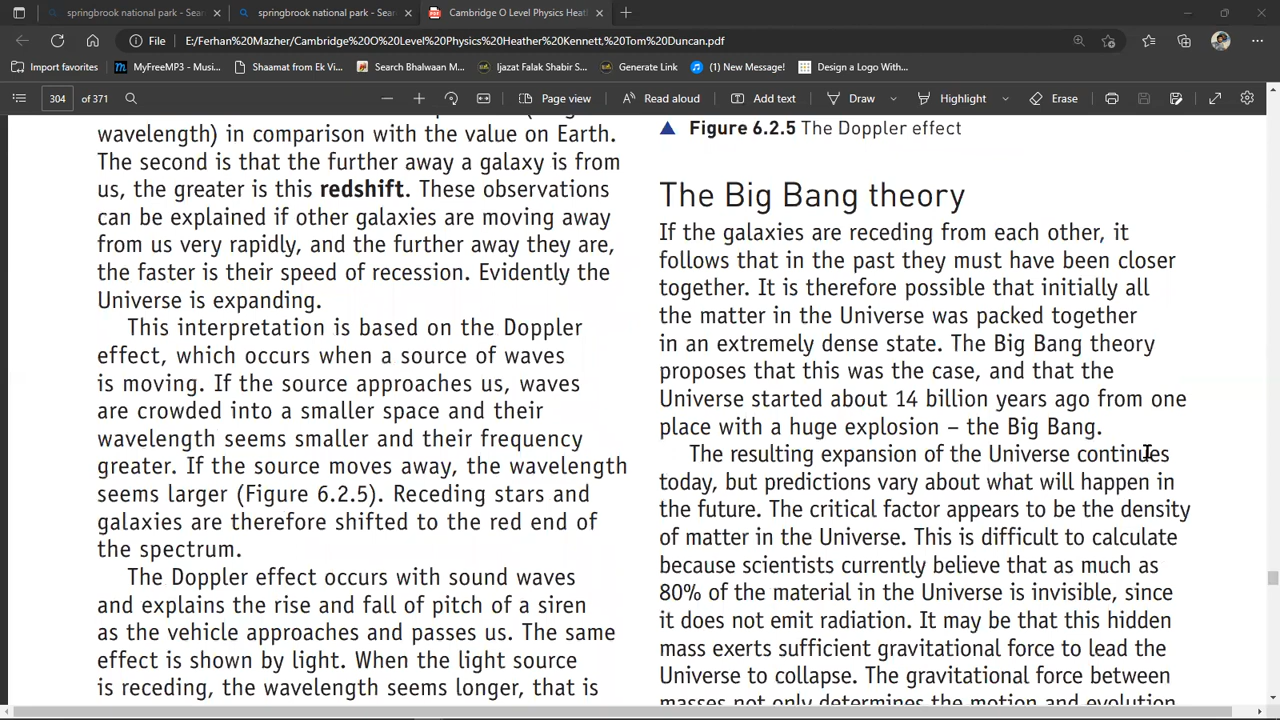 springbrook national park - Sear
springbrook national park - Sear
Cambridge O Level Physics Heath
File
E:/Ferhan%20Mazher/Cambridge%20O%20Level%20Physics%20Heather%20Kennett,%20Tom%20Duncan.pdf
Import favorites
MyFreeMP3 - Musi...
Shaamat from Ek Vi...
Search Bhalwaan M...
Ijazat Falak Shabir S...
Generate Link
(1) New Message!
Design a Logo With...
304 of 371
Page view
Read aloud
Add text
Draw
Highlight
Erase
wavelength) in comparison with the value on Earth.
The second is that the further away a galaxy is from
us, the greater is this redshift. These observations
can be explained if other galaxies are moving away
from us very rapidly, and the further away they are,
the faster is their speed of recession. Evidently the
Universe is expanding.
This interpretation is based on the Doppler
effect, which occurs when a source of waves
is moving. If the source approaches us, waves
are crowded into a smaller space and their
wavelength seems smaller and their frequency
greater. If the source moves away, the wavelength
seems larger (Figure 6.2.5). Receding stars and
galaxies are therefore shifted to the red end of
the spectrum.
The Doppler effect occurs with sound waves
and explains the rise and fall of pitch of a siren
as the vehicle approaches and passes us. The same
effect is shown by light. When the light source
is receding, the wavelength seems longer, that is
Figure 6.2.5 The Doppler effect
The Big Bang theory
If the galaxies are receding from each other, it
follows that in the past they must have been closer
together. It is therefore possible that initially all
the matter in the Universe was packed together
in an extremely dense state. The Big Bang theory
proposes that this was the case, and that the
Universe started about 14 billion years ago from one
place with a huge explosion – the Big Bang.
The resulting expansion of the Universe continues
today, but predictions vary about what will happen in
the future. The critical factor appears to be the density
of matter in the Universe. This is difficult to calculate
because scientists currently believe that as much as
80% of the material in the Universe is invisible, since
it does not emit radiation. It may be that this hidden
mass exerts sufficient gravitational force to lead the
Universe to collapse. The gravitational force between
masses not only determines the motion and evolution